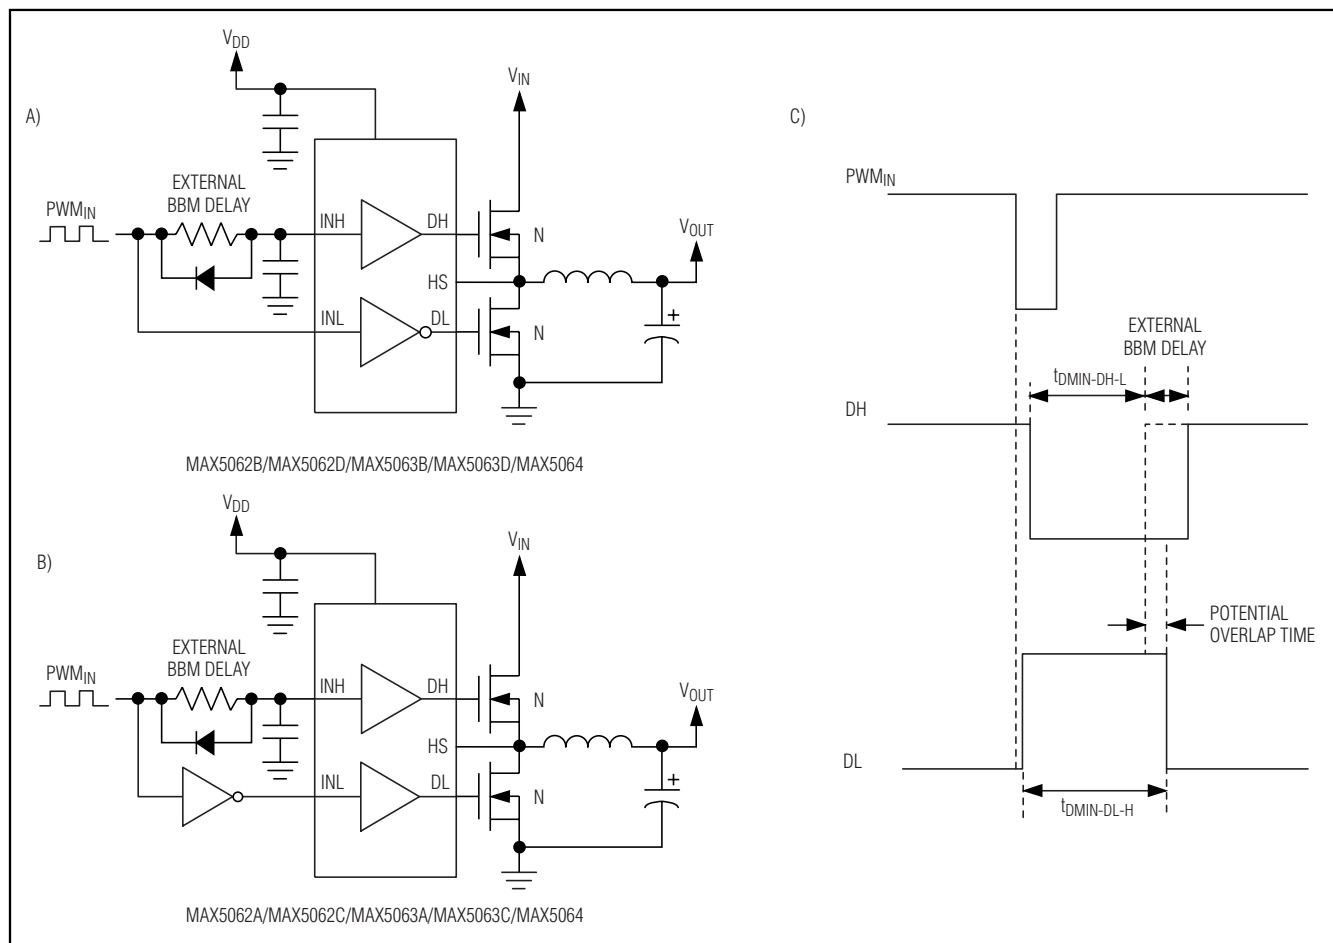 A)
VDD
VIN
EXTERNAL
BBM DELAY
PWMIN
INH
DH
N
VOUT
HS
+
INL
DL
N
MAX5062B/MAX5062D/MAX5063B/MAX5063D/MAX5064
B)
VDD
VIN
EXTERNAL
BBM DELAY
PWMIN
INH
DH
N
VOUT
HS
+
INL
DL
N
MAX5062A/MAX5062C/MAX5063A/MAX5063C/MAX5064
C)
PWMIN
EXTERNAL
BBM DELAY
tDMIN-DH-L
DH
POTENTIAL
OVERLAP TIME
DL
tDMIN-DL-H